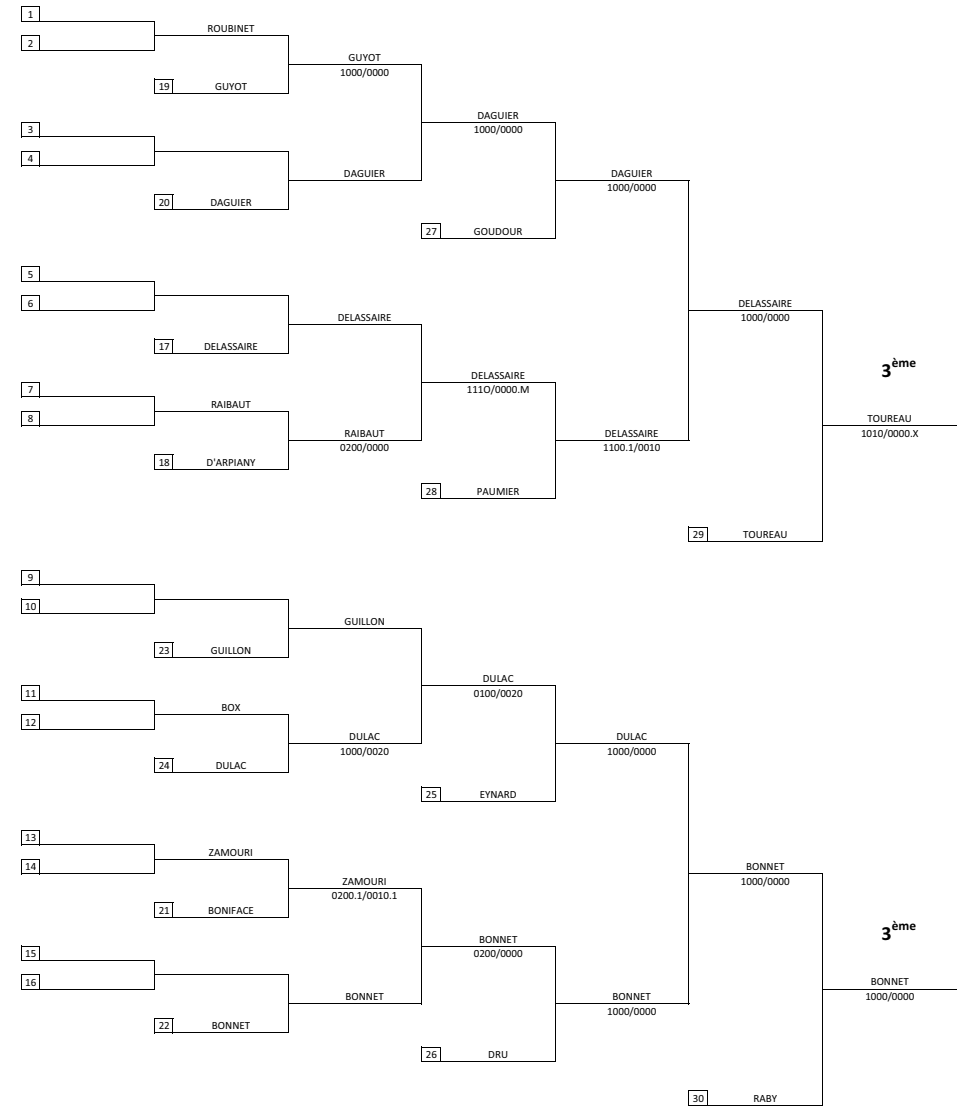 1
ROUBINET
2
GUYOT
1000/0000
19 GUYOT
DAGUIER
1000/0000
3
4
DAGUIER
DAGUIER
1000/0000
20 DAGUIER
27 GOUDOUR
5
6
DELASSAIRE
1000/0000
DELASSAIRE
17 DELASSAIRE
3ème
DELASSAIRE
111O/0000.M
7
RAIBAUT
8
TOUREAU
1010/0000.X
RAIBAUT
0200/0000
DELASSAIRE
1100.1/0010
18 D'ARPIANY
28 PAUMIER
29 TOUREAU
9
10
GUILLON
23 GUILLON
DULAC
0100/0020
11
BOX
12
DULAC
1000/0020
DULAC
1000/0000
24 DULAC
25 EYNARD
13
ZAMOURI
14
BONNET
1000/0000
ZAMOURI
0200.1/0010.1
21 BONIFACE
3ème
BONNET
0200/0000
15
16
BONNET
1000/0000
BONNET
BONNET
1000/0000
22 BONNET
26 DRU
30 RABY